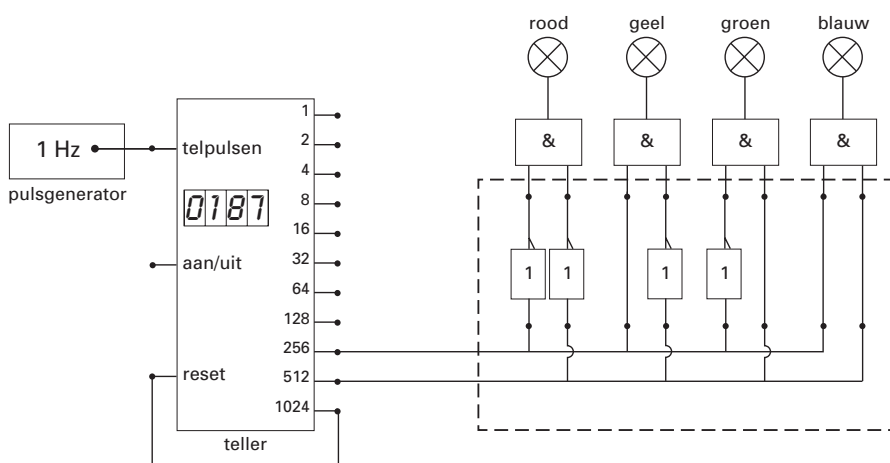 rood geel groen blauw
& & & &
1 Hz
pulsgenerator
telpulsen
0187
aan/uit
reset
1
2
4
8
16
32
64
128
256
512
1024
teller
1 1 1 1